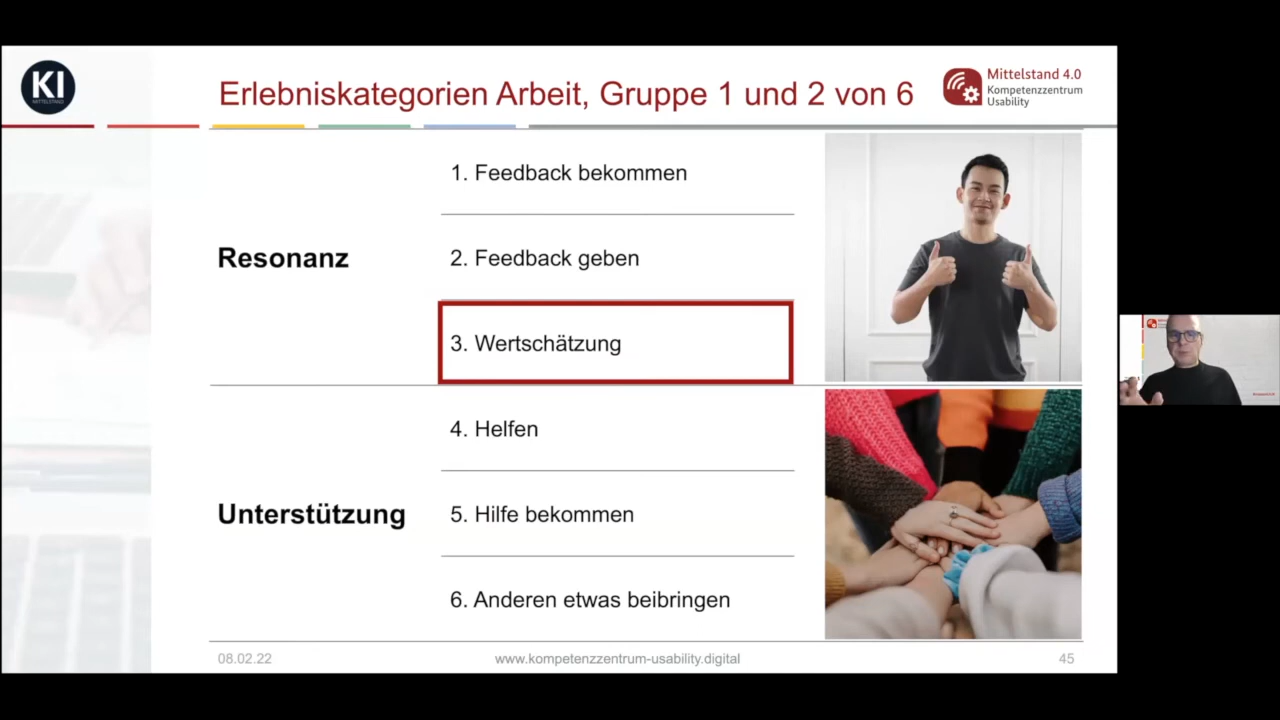 KI
MITTELSTAND
Erlebniskategorien Arbeit, Gruppe 1 und 2 von 6
Mittelstand 4.0
Kompetenzzentrum
Usability
Resonanz
1. Feedback bekommen
2. Feedback geben
3. Wertschätzung
Unterstützung
4. Helfen
5. Hilfe bekommen
6. Anderen etwas beibringen
08.02.22
www.kompetenzzentrum-usability.digital
45